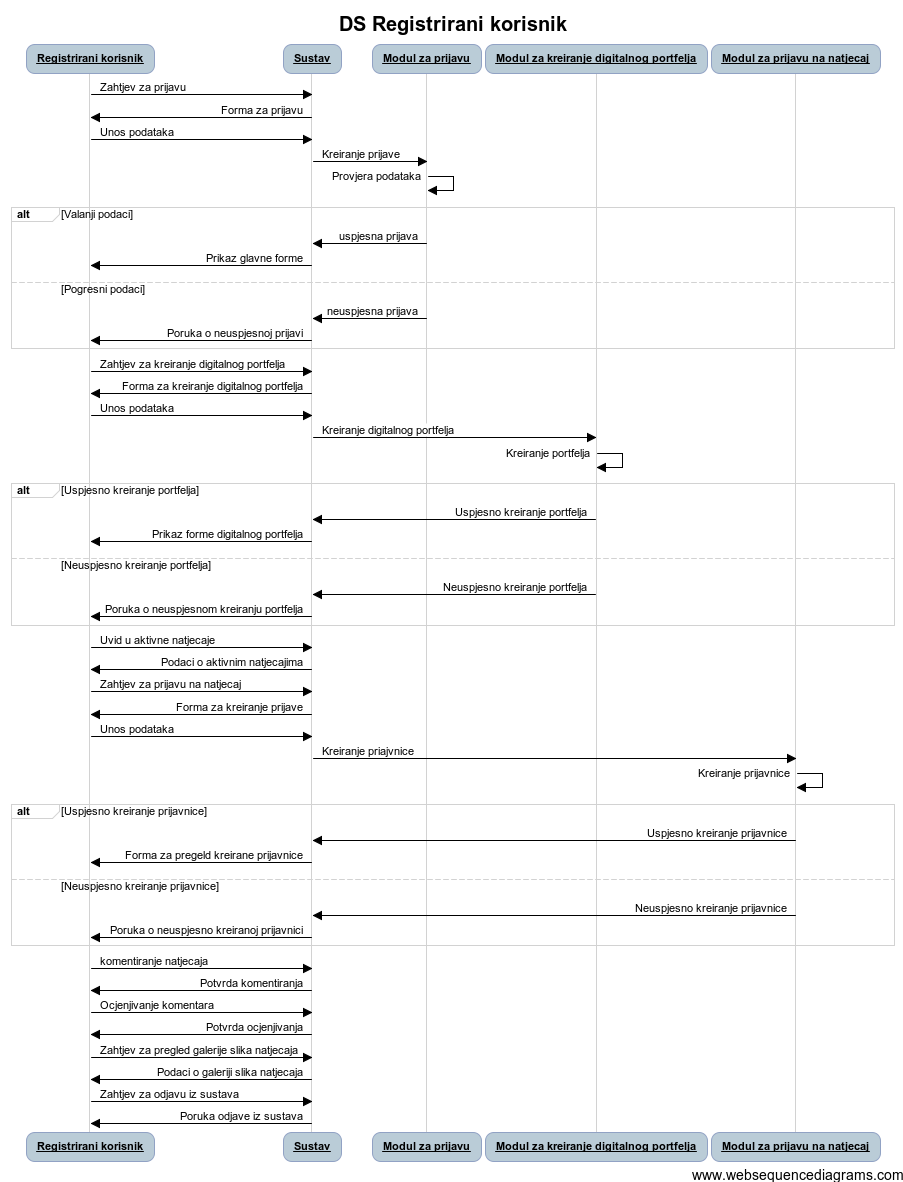 DS Registrirani korisnik
Registrirani korisnik
Sustav
Modul za prijavu
Modul za kreiranje digitalnog portfelja
Modul za prijavu na natjecaj
Zahtjev za prijavu
Forma za prijavu
Unos podataka
Kreiranje prijave
Provjera podataka
alt [Valanji podaci]
uspjesna prijava
Prikaz glavne forme
[Pogresni podaci]
neuspjesna prijava
Poruka o neuspjesnoj prijavi
Zahtjev za kreiranje digitalnog portfelja
Forma za kreiranje digitalnog portfelja
Unos podataka
Kreiranje digitalnog portfelja
Kreiranje portfelja
alt [Uspjesno kreiranje portfelja]
Uspjesno kreiranje portfelja
Prikaz forme digitalnog portfelja
[Neuspjesno kreiranje portfelja]
Neuspjesno kreiranje portfelja
Poruka o neuspjesnom kreiranju portfelja
Uvid u aktivne natjecaje
Podaci o aktivnim natjecajima
Zahtjev za prijavu na natjecaj
Forma za kreiranje prijave
Unos podataka
Kreiranje priajvnice
Kreiranje prijavnice
alt [Uspjesno kreiranje prijavnice]
Uspjesno kreiranje prijavnice
Forma za pregeld kreirane prijavnice
[Neuspjesno kreiranje prijavnice]
Neuspjesno kreiranje prijavnice
Poruka o neuspjesno kreiranoj prijavnici
komentiranje natjecaja
Potvrda komentiranja
Ocjenjivanje komentara
Potvrda ocjenjivanja
Zahtjev za pregled galerije slika natjecaja
Podaci o galeriji slika natjecaja
Zahtjev za odjavu iz sustava
Poruka odjave iz sustava
Registrirani korisnik
Sustav
Modul za prijavu
Modul za kreiranje digitalnog portfelja
Modul za prijavu na natjecaj
www.websequencediagrams.com